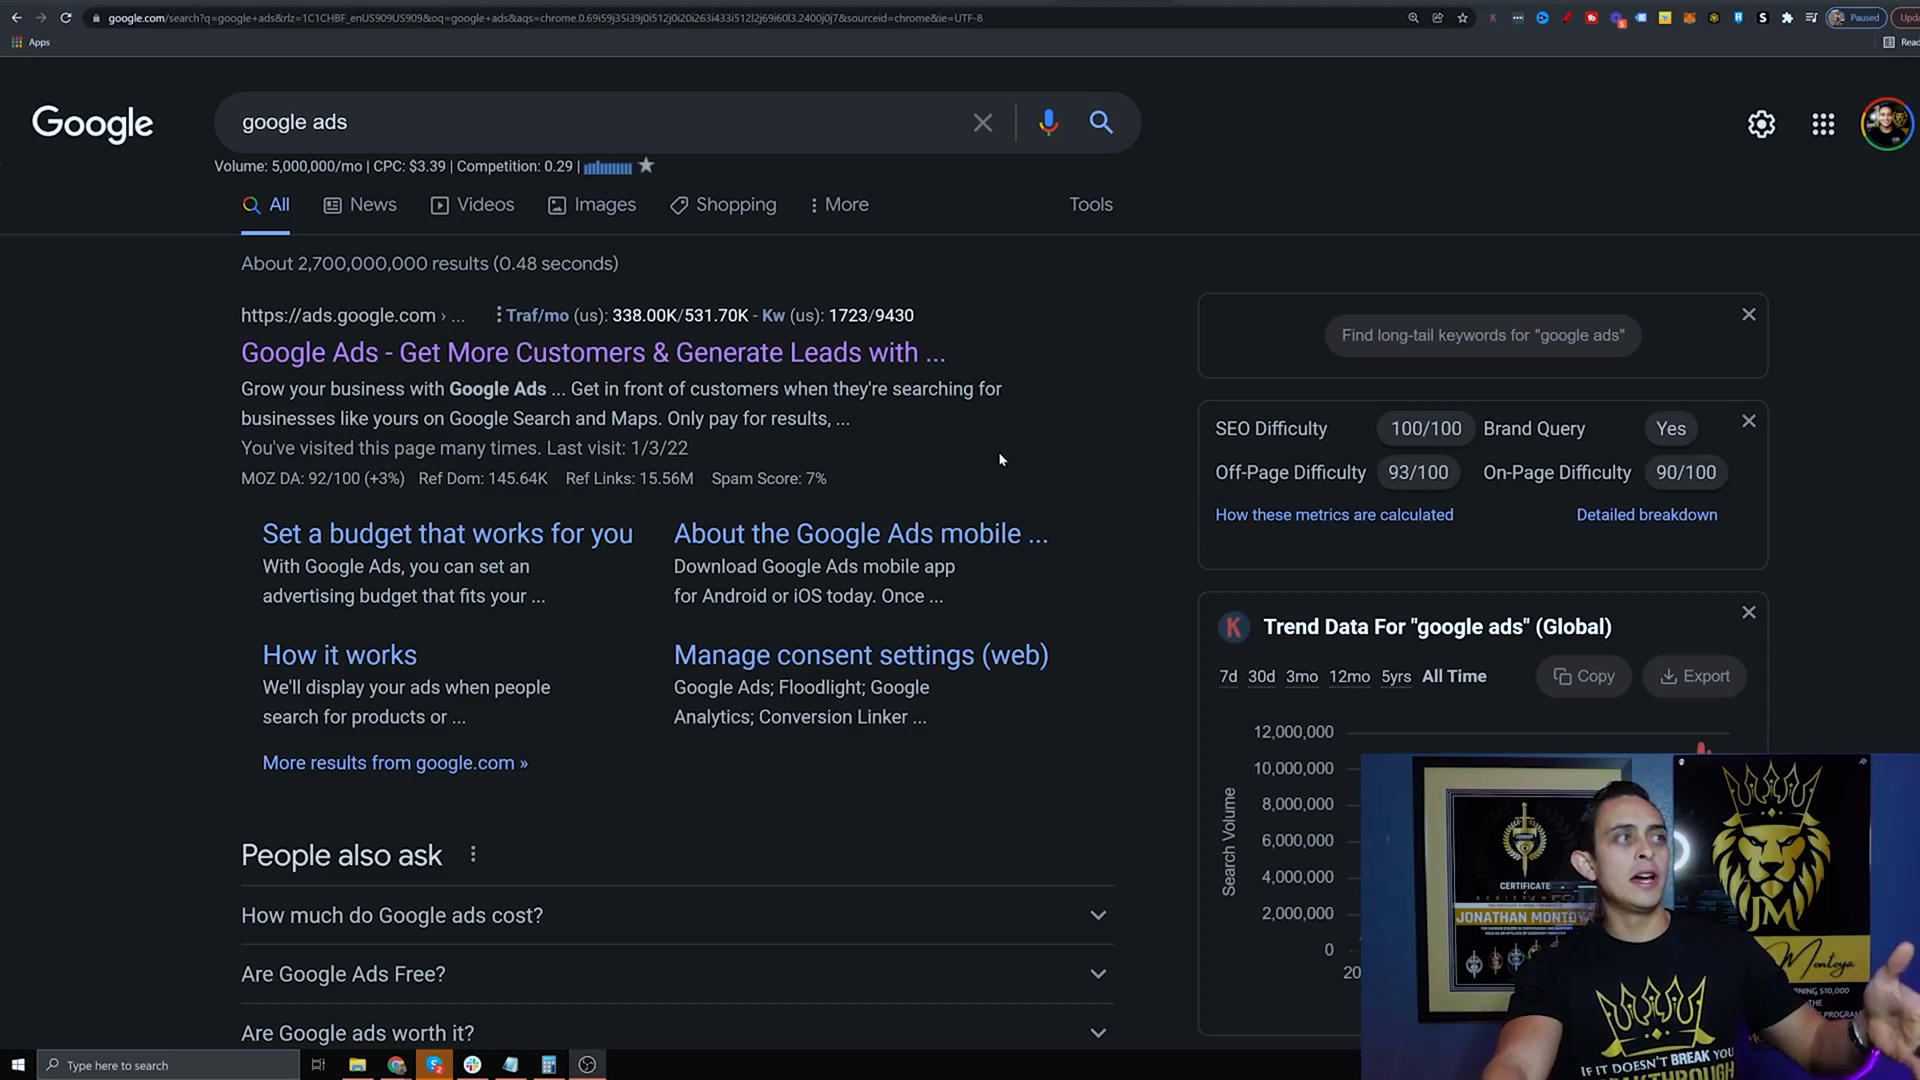 google.com/search?q=google+ads&rlz=1C1CHBF_enUS909US909&oq=google+ads&aqs=chrome.0.69i59j35i39j0i512j0i20i263i433i512l2j69i60l3.2400j0j7&sourceid=chrome&ie=UTF-8
Paused
Apps
Google
google ads
Volume: 5,000,000/mo | CPC: $3.39 | Competition: 0.29 |
All
News
Videos
Images
Shopping
More
Tools
About 2,700,000,000 results (0.48 seconds)
https://ads.google.com › ...
Traf/mo (us): 338.00K/531.70K - Kw (us): 1723/9430
Google Ads - Get More Customers & Generate Leads with ...
Grow your business with Google Ads ... Get in front of customers when they're searching for
businesses like yours on Google Search and Maps. Only pay for results, ...
You've visited this page many times. Last visit: 1/3/22
MOZ DA: 92/100 (+3%) Ref Dom: 145.64K Ref Links: 15.56M Spam Score: 7%
Set a budget that works for you
With Google Ads, you can set an
advertising budget that fits your ...
About the Google Ads mobile ...
Download Google Ads mobile app
for Android or iOS today. Once ...
How it works
We'll display your ads when people
search for products or ...
Manage consent settings (web)
Google Ads; Floodlight; Google
Analytics; Conversion Linker ...
More results from google.com »
People also ask
How much do Google ads cost?
Are Google Ads Free?
Are Google ads worth it?
Find long-tail keywords for "google ads"
SEO Difficulty 100/100 Brand Query Yes
Off-Page Difficulty 93/100 On-Page Difficulty 90/100
How these metrics are calculated
Detailed breakdown
K
Trend Data For "google ads" (Global)
7d 30d 3mo 12mo 5yrs All Time
Copy
Export
Search Volume
12,000,000
10,000,000
8,000,000
6,000,000
4,000,000
2,000,000
0
20
CERTIFICATE
JONATHAN MONTOYA
JM
Montoya
IF IT DOESN'T BREAK YOU
Type here to search